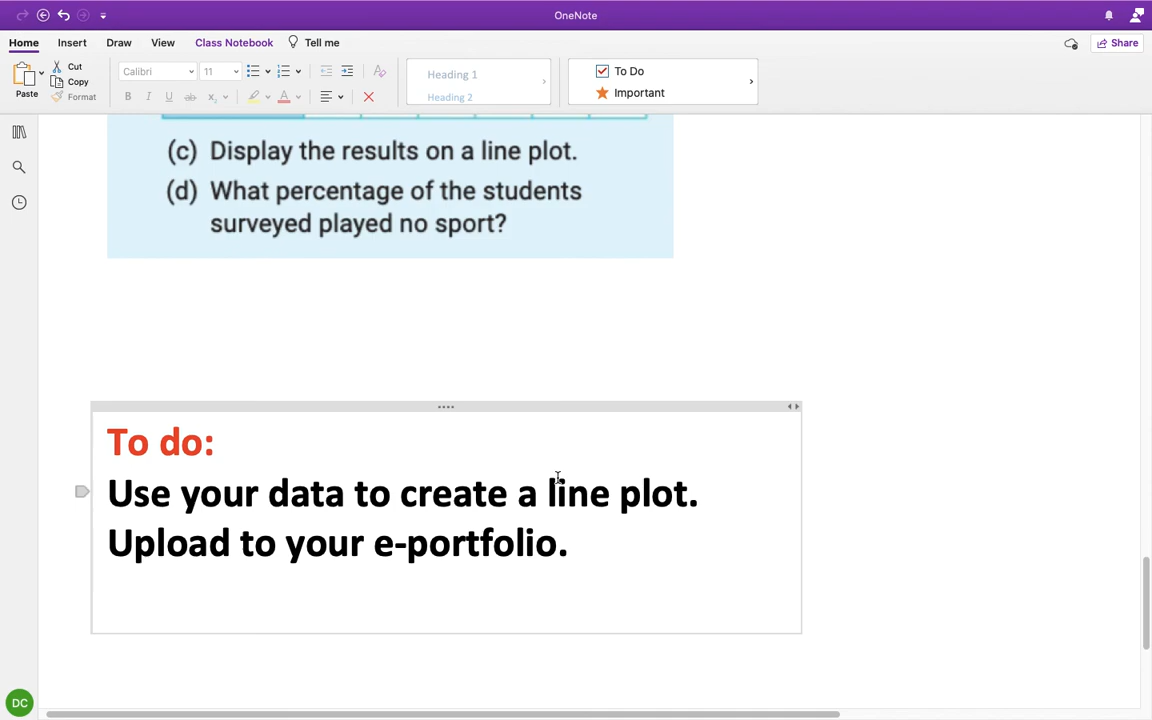 OneNote
Home Insert Draw View Class Notebook Tell me Share
Paste Cut Copy Format
Calibri 11
B I U ab x A
Heading 1
Heading 2
To Do
Important
(c) Display the results on a line plot.
(d) What percentage of the students
surveyed played no sport?
To do:
Use your data to create a line plot.
Upload to your e-portfolio.
DC